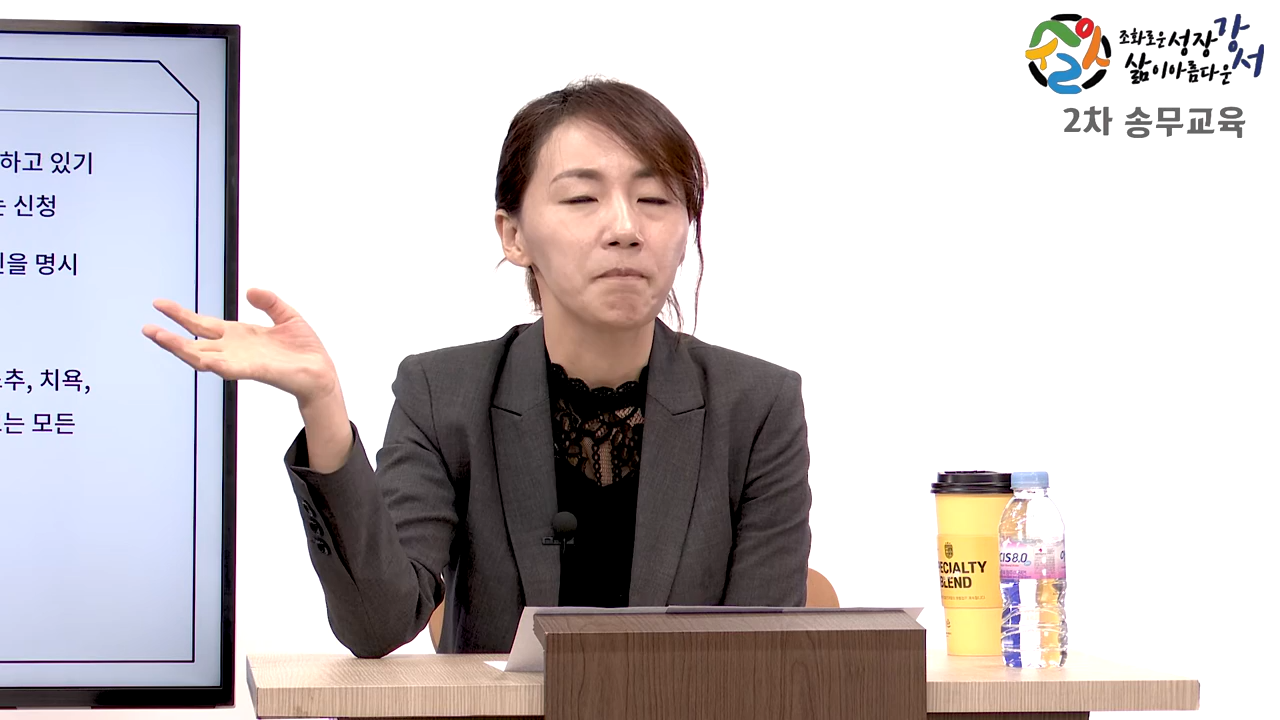 조화로운 성장 강서
삶이 아름다운
2차 송무교육
하고 있기
는 신청
을 명시
추, 치욕,
는 모든
8.0
SPECIALTY
BLEND